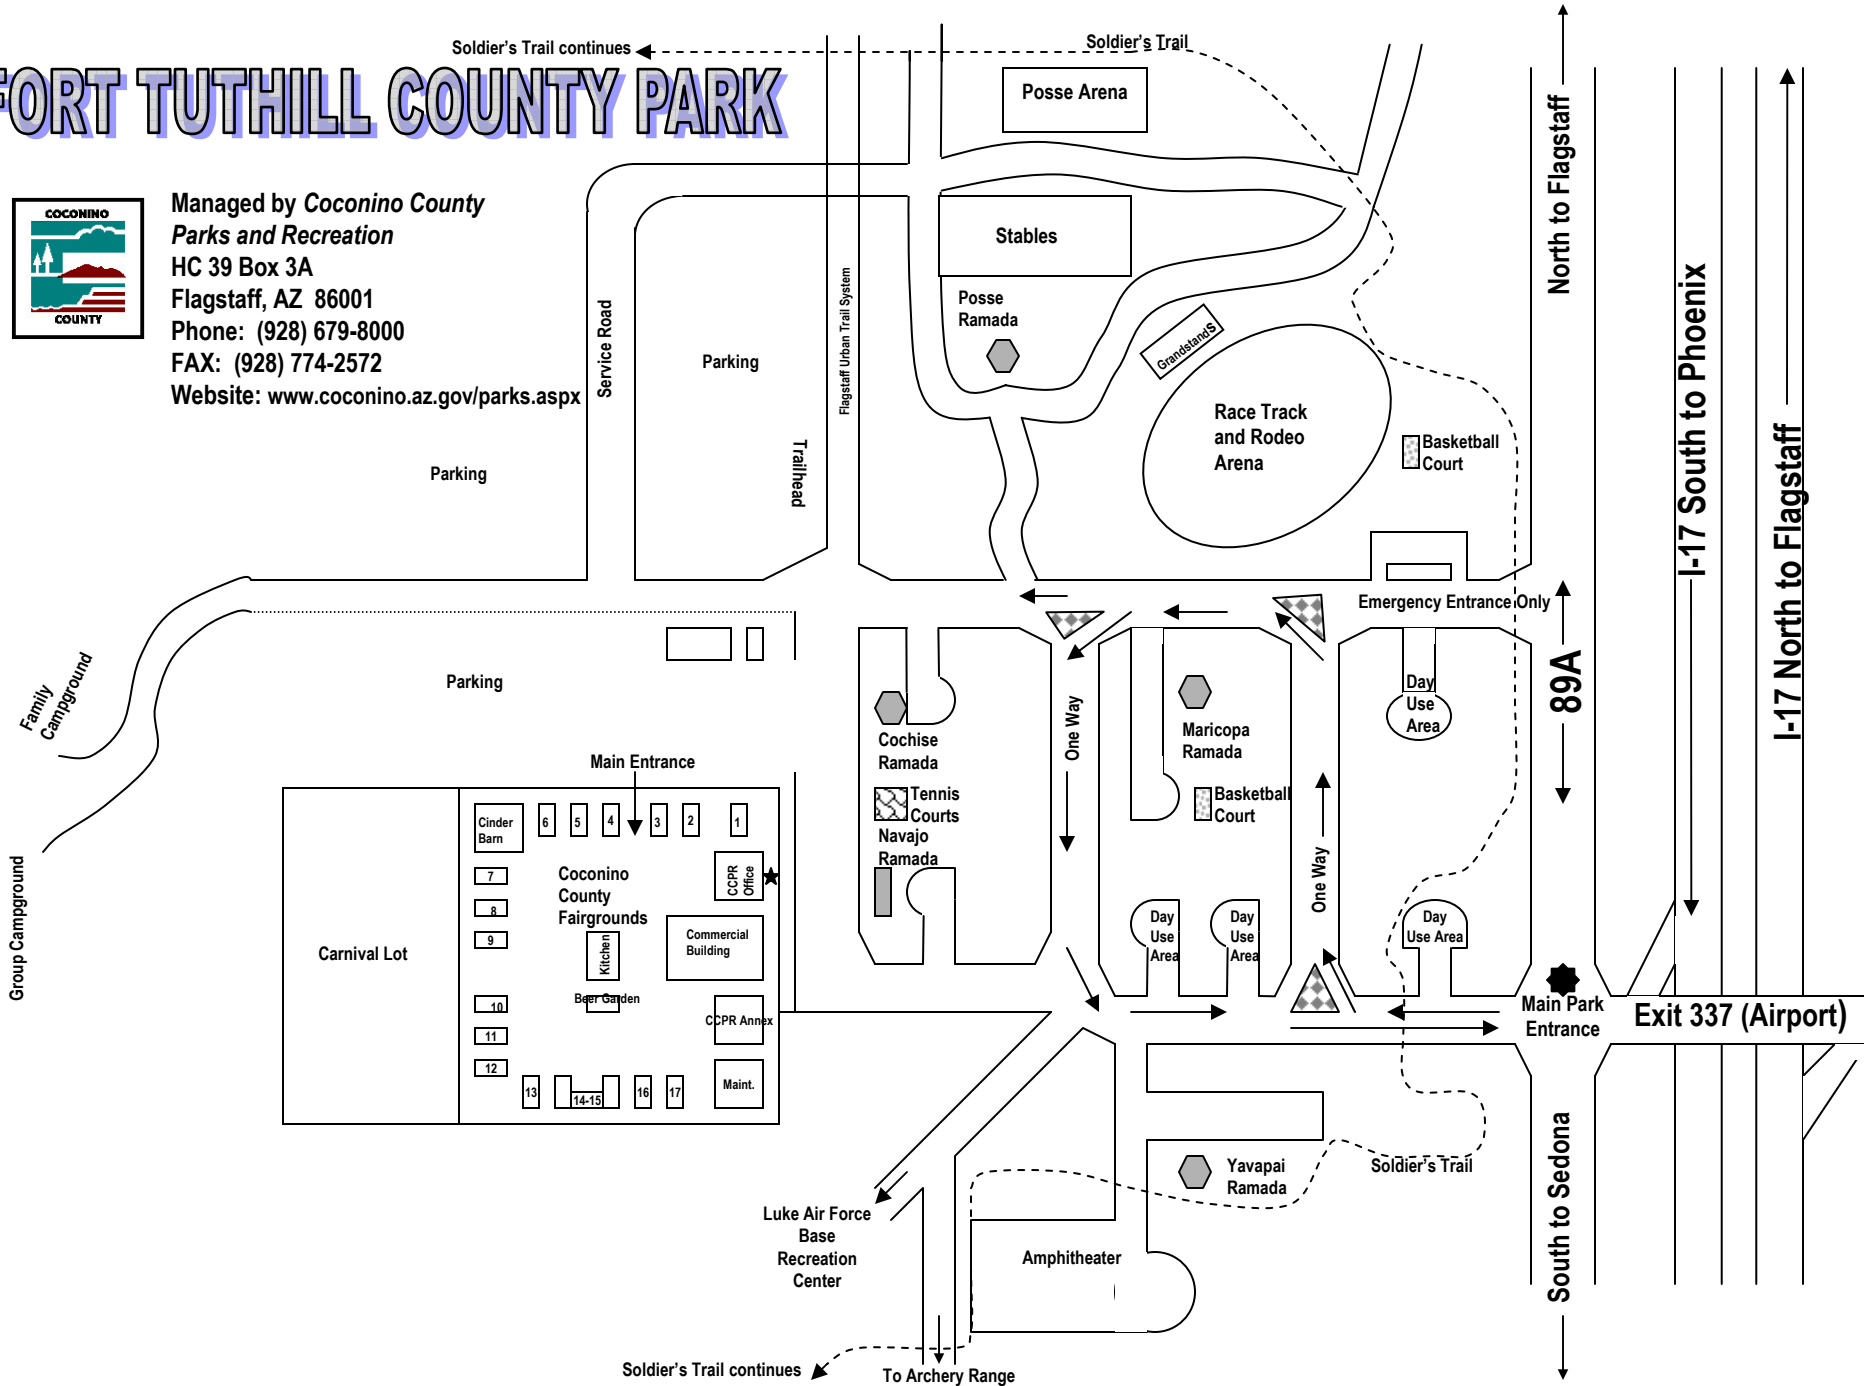 Soldier's Trail continues
Soldier's Trail
FORT TUTHILL COUNTY PARK
Posse Arena
North to Flagstaff
COCONINO
COUNTY
Managed by Coconino County
Parks and Recreation
HC 39 Box 3A
Flagstaff, AZ  86001
Phone:  (928) 679-8000
FAX:  (928) 774-2572
Website: www.coconino.az.gov/parks.aspx
Stables
Posse
Ramada
Grandstands
Service Road
Parking
Flagstaff Urban Trail System
Trailhead
Parking
Race Track
and Rodeo
Arena
Basketball
Court
I-17 South to Phoenix
I-17 North to Flagstaff
Emergency Entrance Only
89A
Family
Campground
Parking
Cochise
Ramada
One Way
Maricopa
Ramada
Day
Use
Area
Main Entrance
Tennis
Courts
Navajo
Ramada
Basketball
Court
One Way
Cinder
Barn
6
5
4
3
2
1
7
8
9
10
11
12
13
14-15
16
17
Coconino
County
Fairgrounds
CCPR
Office
Commercial
Building
Kitchen
Beer Garden
CCPR Annex
Maint.
Carnival Lot
Group Campground
Day
Use
Area
Day
Use
Area
Day
Use Area
Main Park
Entrance
Exit 337 (Airport)
Yavapai
Ramada
Soldier's Trail
South to Sedona
Luke Air Force
Base
Recreation
Center
Amphitheater
Soldier's Trail continues
To Archery Range